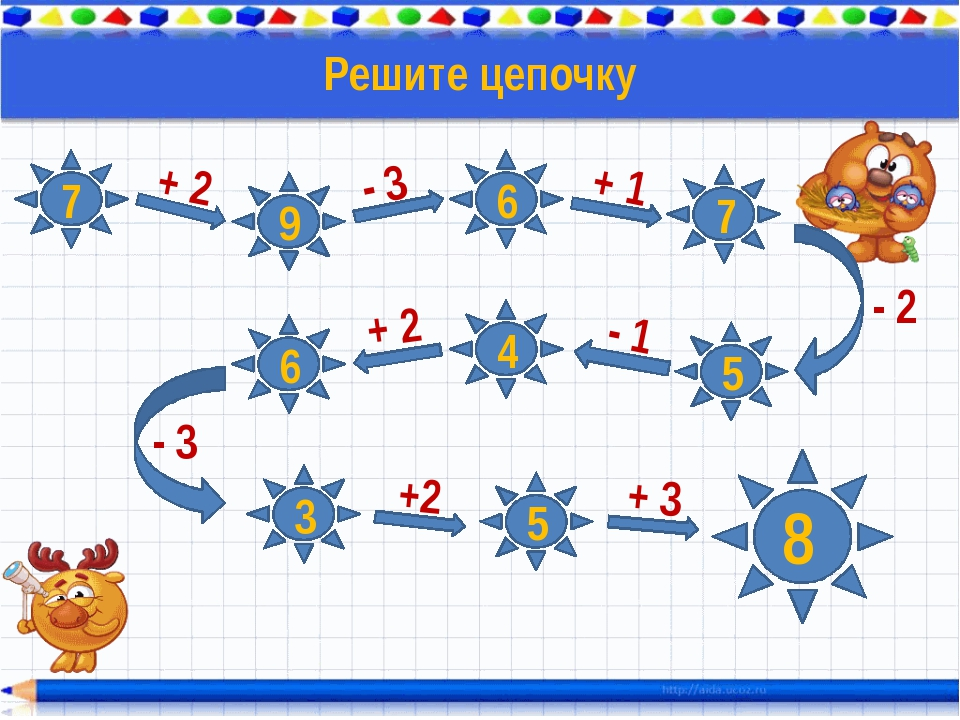 Решите цепочку
7 + 2 9 - 3 6 + 1 7
- 2
6 + 2 4 - 1 5
- 3
3 +2 5 + 3 8
http://aida.ucoz.ru